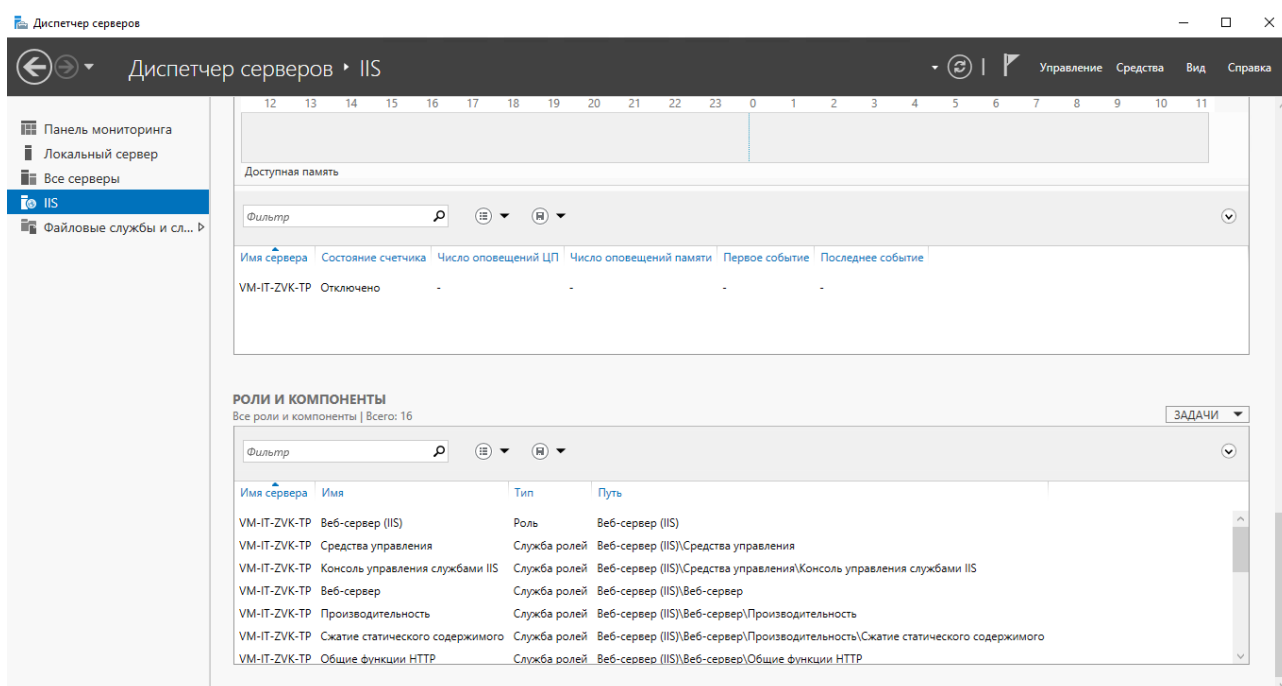 Диспетчер серверов
Диспетчер серверов ‣ IIS
Управление Средства Вид Справка
Панель мониторинга
Локальный сервер
Все серверы
IIS
Файловые службы и сл...
12 13 14 15 16 17 18 19 20 21 22 23 0 1 2 3 4 5 6 7 8 9 10 11
Доступная память
Фильтр
Имя сервера Состояние счетчика Число оповещений ЦП Число оповещений памяти Первое событие Последнее событие
VM-IT-ZVK-TP Отключено - - - -
РОЛИ И КОМПОНЕНТЫ
Все роли и компоненты | Всего: 16
ЗАДАЧИ
Фильтр
Имя сервера Имя Тип Путь
VM-IT-ZVK-TP Веб-сервер (IIS) Роль Веб-сервер (IIS)
VM-IT-ZVK-TP Средства управления Служба ролей Веб-сервер (IIS)\Средства управления
VM-IT-ZVK-TP Консоль управления службами IIS Служба ролей Веб-сервер (IIS)\Средства управления\Консоль управления службами IIS
VM-IT-ZVK-TP Веб-сервер Служба ролей Веб-сервер (IIS)\Веб-сервер
VM-IT-ZVK-TP Производительность Служба ролей Веб-сервер (IIS)\Веб-сервер\Производительность
VM-IT-ZVK-TP Сжатие статического содержимого Служба ролей Веб-сервер (IIS)\Веб-сервер\Производительность\Сжатие статического содержимого
VM-IT-ZVK-TP Общие функции HTTP Служба ролей Веб-сервер (IIS)\Веб-сервер\Общие функции HTTP